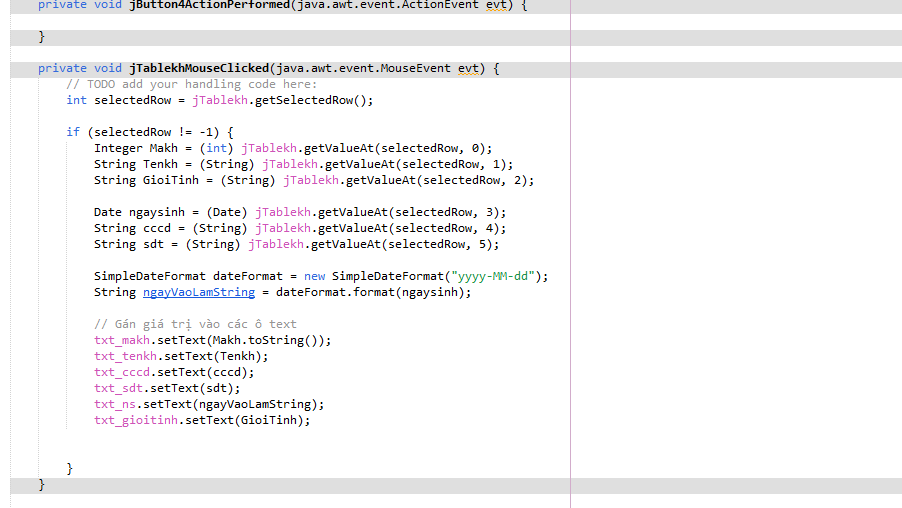 private void jButton4ActionPerformed(java.awt.event.ActionEvent evt) {
}
private void jTablekhMouseClicked(java.awt.event.MouseEvent evt) {
// TODO add your handling code here:
int selectedRow = jTablekh.getSelectedRow();
if (selectedRow != -1) {
Integer Makh = (int) jTablekh.getValueAt(selectedRow, 0);
String Tenkh = (String) jTablekh.getValueAt(selectedRow, 1);
String GioiTinh = (String) jTablekh.getValueAt(selectedRow, 2);
Date ngaysinh = (Date) jTablekh.getValueAt(selectedRow, 3);
String cccd = (String) jTablekh.getValueAt(selectedRow, 4);
String sdt = (String) jTablekh.getValueAt(selectedRow, 5);
SimpleDateFormat dateFormat = new SimpleDateFormat("yyyy-MM-dd");
String ngayVaoLamString = dateFormat.format(ngaysinh);
// Gán giá trị vào các ô text
txt_makh.setText(Makh.toString());
txt_tenkh.setText(Tenkh);
txt_cccd.setText(cccd);
txt_sdt.setText(sdt);
txt_ns.setText(ngayVaoLamString);
txt_gioitinh.setText(GioiTinh);
}
}